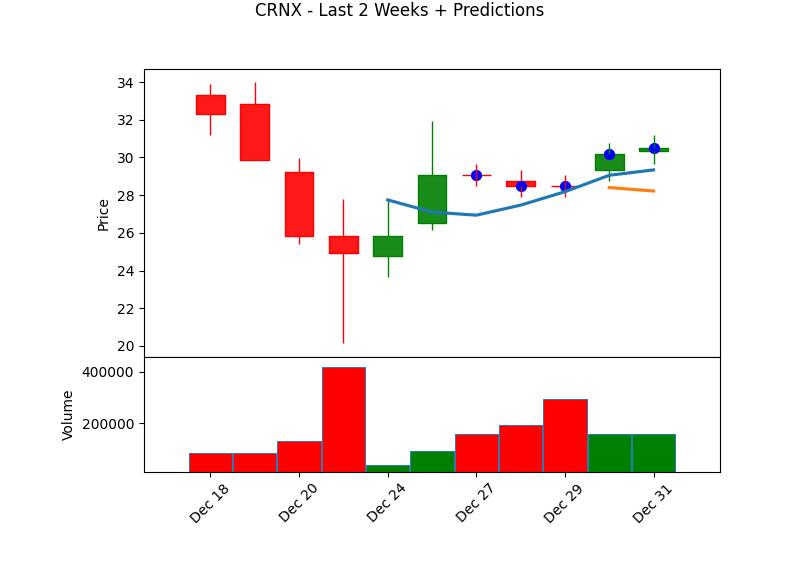 CRNX - Last 2 Weeks + Predictions
34
32
30
28
26
24
22
20
Price
400000
200000
Volume
Dec 18
Dec 20
Dec 24
Dec 27
Dec 29
Dec 31